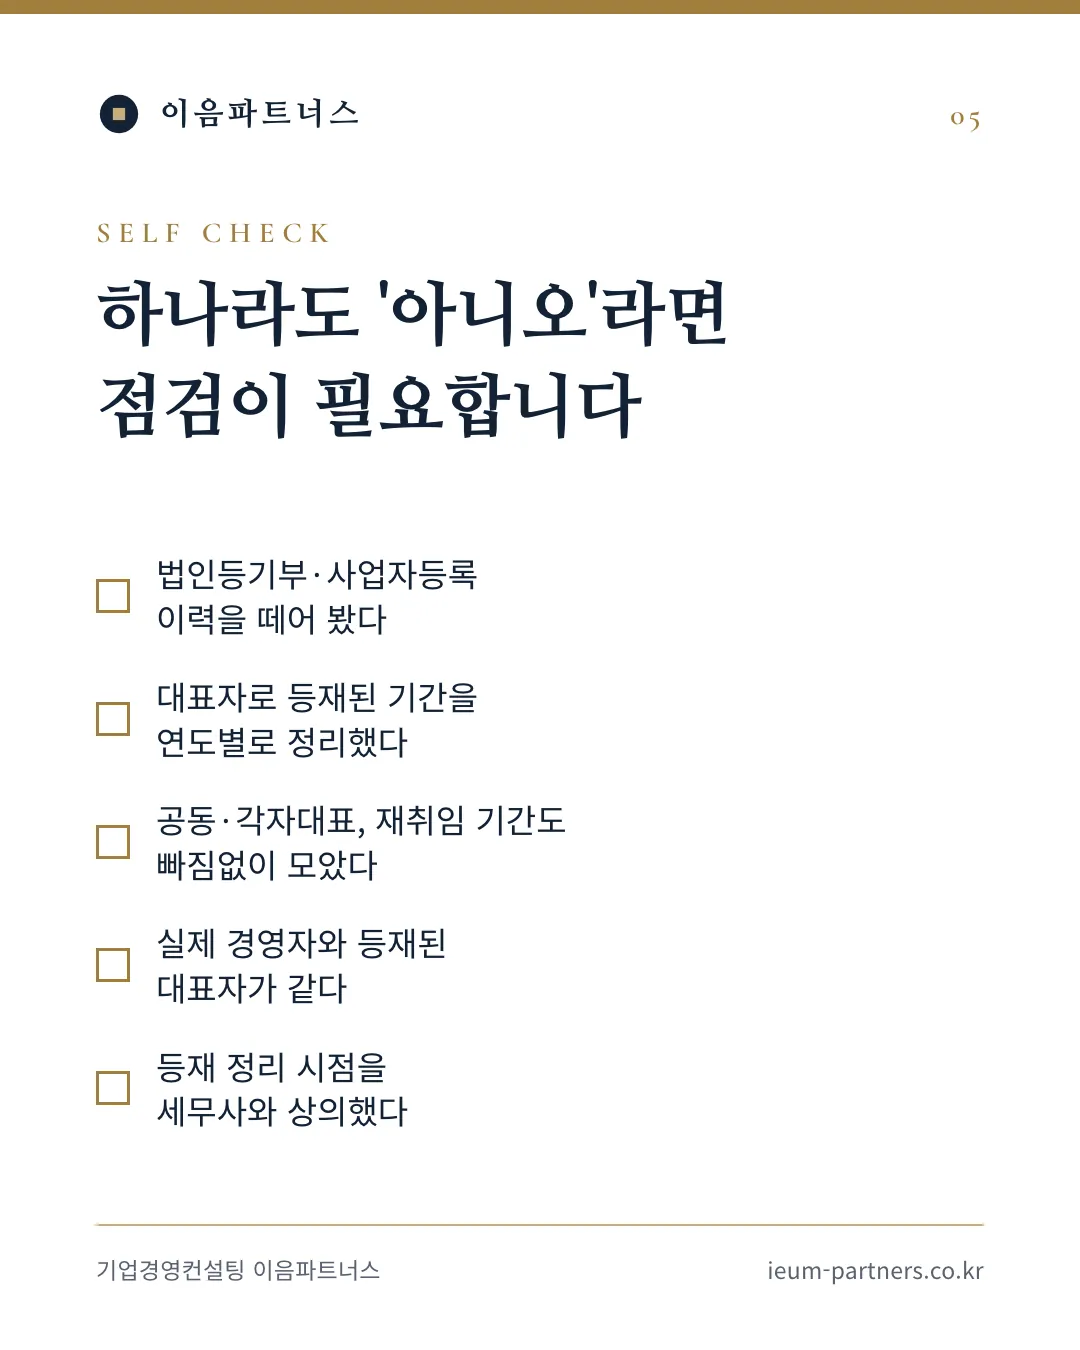 이음파트너스
05
SELF CHECK
하나라도 '아니오'라면
점검이 필요합니다
법인등기부·사업자등록
이력을 떼어 봤다
대표자로 등재된 기간을
연도별로 정리했다
공동·각자대표, 재취임 기간도
빠짐없이 모았다
실제 경영자와 등재된
대표자가 같다
등재 정리 시점을
세무사와 상의했다
기업경영컨설팅 이음파트너스
ieum-partners.co.kr